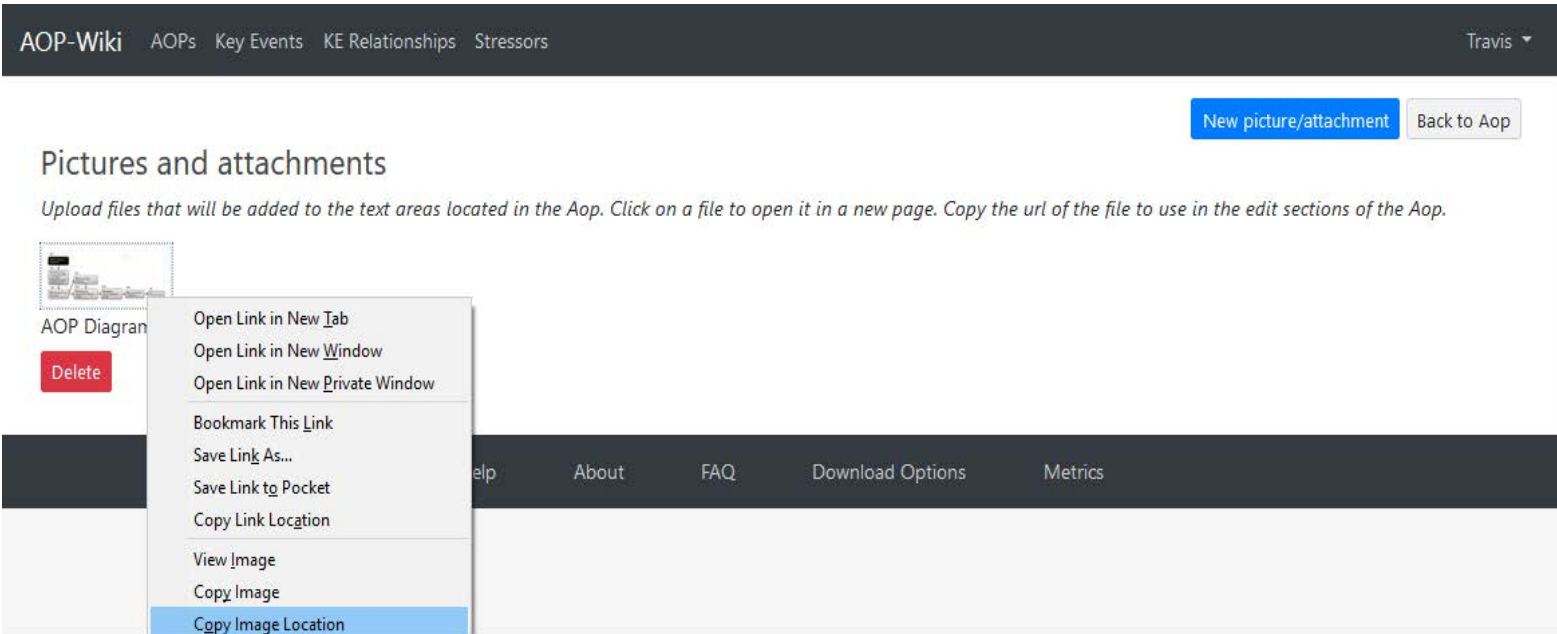 AOP-Wiki AOPs Key Events KE Relationships Stressors Travis
New picture/attachment Back to Aop
Pictures and attachments
Upload files that will be added to the text areas located in the Aop. Click on a file to open it in a new page. Copy the url of the file to use in the edit sections of the Aop.
AOP Diagram
Delete
Open Link in New Tab
Open Link in New Window
Open Link in New Private Window
Bookmark This Link
Save Link As...
Save Link to Pocket
Copy Link Location
View Image
Copy Image
Copy Image Location
elp About FAQ Download Options Metrics